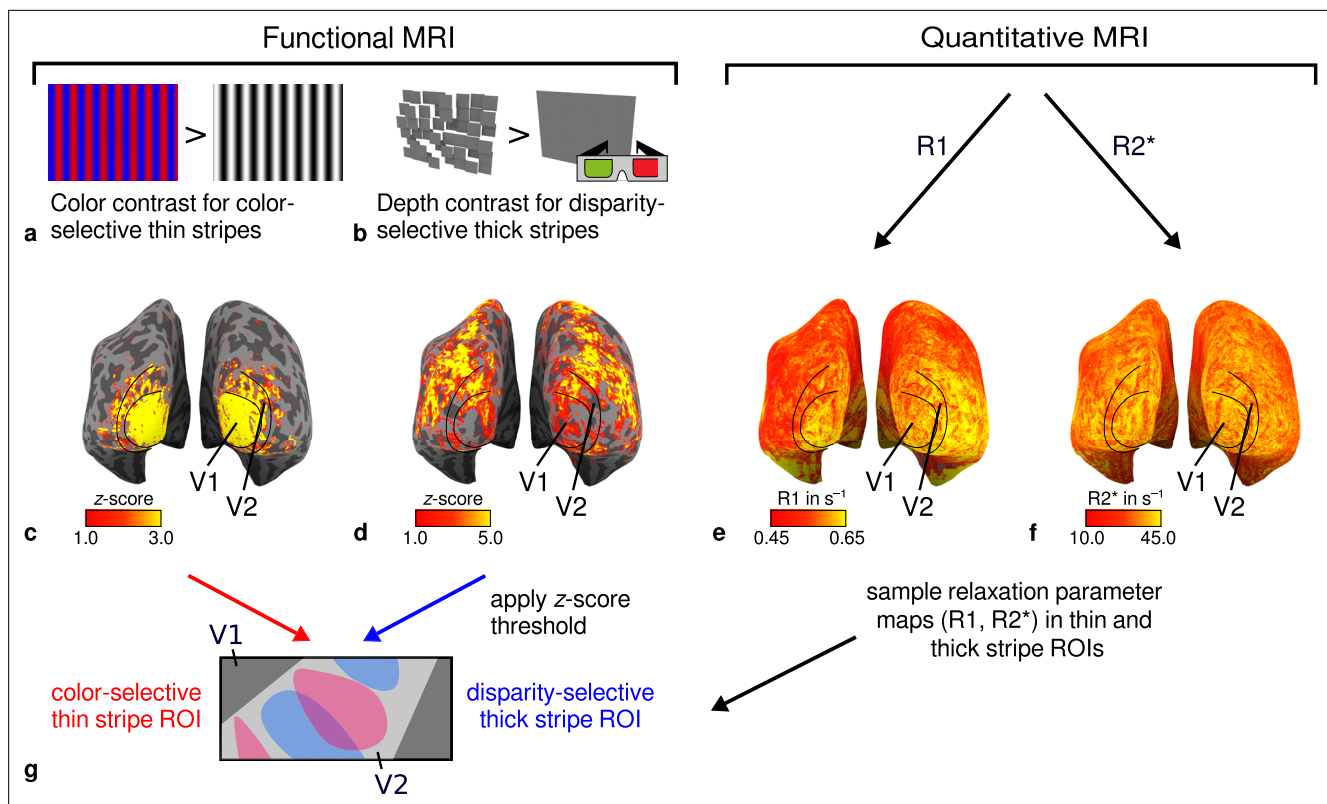 Functional MRI
Quantitative MRI
>
>
R1
R2*
Color contrast for color-
selective thin stripes
a
Depth contrast for disparity-
selective thick stripes
b
V1
V2
z-score
1.0
3.0
c
V1
V2
z-score
1.0
5.0
d
V1
V2
R1 in s⁻¹
0.45
0.65
e
V1
V2
R2* in s⁻¹
10.0
45.0
f
apply z-score
threshold
sample relaxation parameter
maps (R1, R2*) in thin and
thick stripe ROIs
V1
color-selective
thin stripe ROI
disparity-selective
thick stripe ROI
V2
g